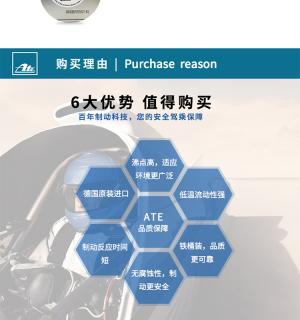 Ate
购买理由 | Purchase reason
6大优势 值得购买
百年制动科技，您的安全驾乘保障
沸点高，适应
环境更广泛
德国原装进口
低温流动性强
ATE
品质保障
制动反应时间
短
铁桶装，品质
更可靠
无腐蚀性，制
动更安全